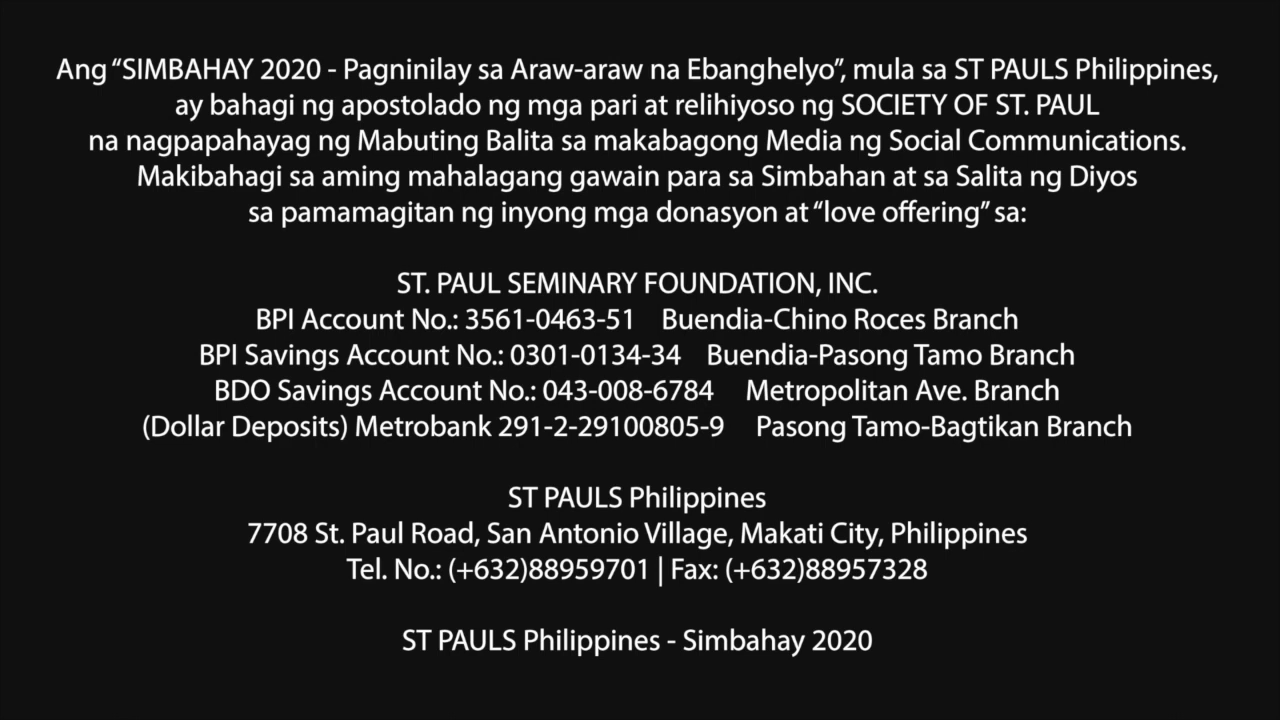 Ang “SIMBAHAY 2020 - Pagninilay sa Araw-araw na Ebanghelyo”, mula sa ST PAULS Philippines,
ay bahagi ng apostolado ng mga pari at relihiyoso ng SOCIETY OF ST. PAUL
na nagpapahayag ng Mabuting Balita sa makabagong Media ng Social Communications.
Makibahagi sa aming mahalagang gawain para sa Simbahan at sa Salita ng Diyos
sa pamamagitan ng inyong mga donasyon at “love offering” sa:
ST. PAUL SEMINARY FOUNDATION, INC.
BPI Account No.: 3561-0463-51 Buendia-Chino Roces Branch
BPI Savings Account No.: 0301-0134-34 Buendia-Pasong Tamo Branch
BDO Savings Account No.: 043-008-6784 Metropolitan Ave. Branch
(Dollar Deposits) Metrobank 291-2-29100805-9 Pasong Tamo-Bagtikan Branch
ST PAULS Philippines
7708 St. Paul Road, San Antonio Village, Makati City, Philippines
Tel. No.: (+632)88959701 | Fax: (+632)88957328
ST PAULS Philippines - Simbahay 2020